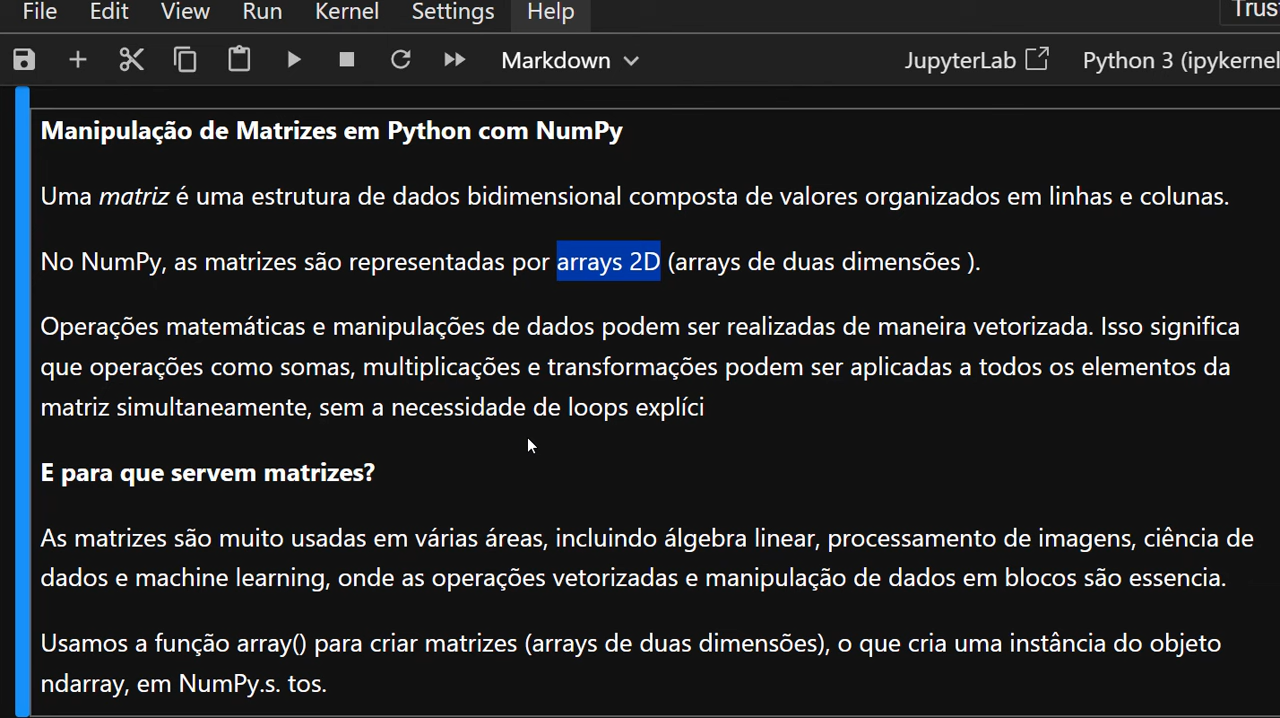 File Edit View Run Kernel Settings Help Trus
Markdown JupyterLab Python 3 (ipykernel
Manipulação de Matrizes em Python com NumPy
Uma matriz é uma estrutura de dados bidimensional composta de valores organizados em linhas e colunas.
No NumPy, as matrizes são representadas por arrays 2D (arrays de duas dimensões ).
Operações matemáticas e manipulações de dados podem ser realizadas de maneira vetorizada. Isso significa
que operações como somas, multiplicações e transformações podem ser aplicadas a todos os elementos da
matriz simultaneamente, sem a necessidade de loops explíci
E para que servem matrizes?
As matrizes são muito usadas em várias áreas, incluindo álgebra linear, processamento de imagens, ciência de
dados e machine learning, onde as operações vetorizadas e manipulação de dados em blocos são essencia.
Usamos a função array() para criar matrizes (arrays de duas dimensões), o que cria uma instância do objeto
ndarray, em NumPy.s. tos.